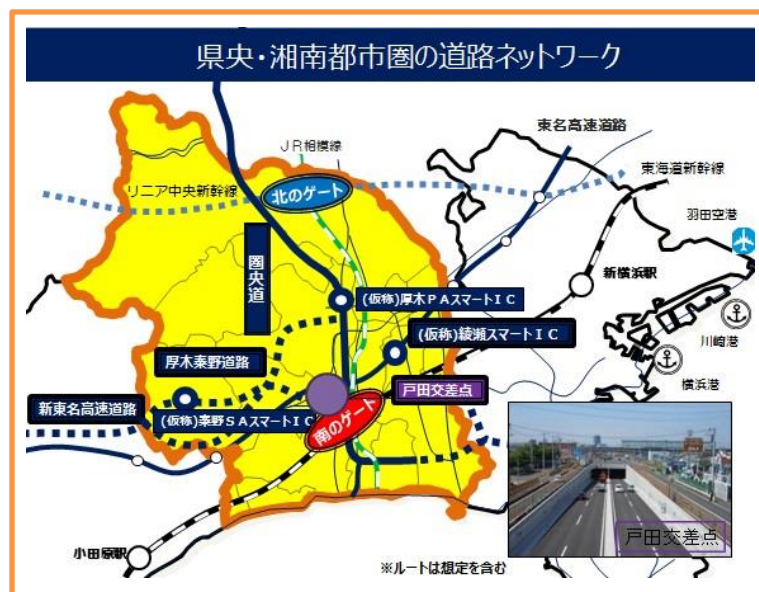 県央・湘南都市圏の道路ネットワーク
東名高速道路
JR相模線
東海道新幹線
リニア中央新幹線
北のゲート
羽田空港
圏央道
新横浜駅
(仮称)厚木PAスマートIC
(仮称)綾瀬スマートIC
川崎港
厚木秦野道路
横浜港
戸田交差点
新東名高速道路
(仮称)秦野SAスマートIC
南のゲート
戸田交差点
小田原駅
※ルートは想定を含む